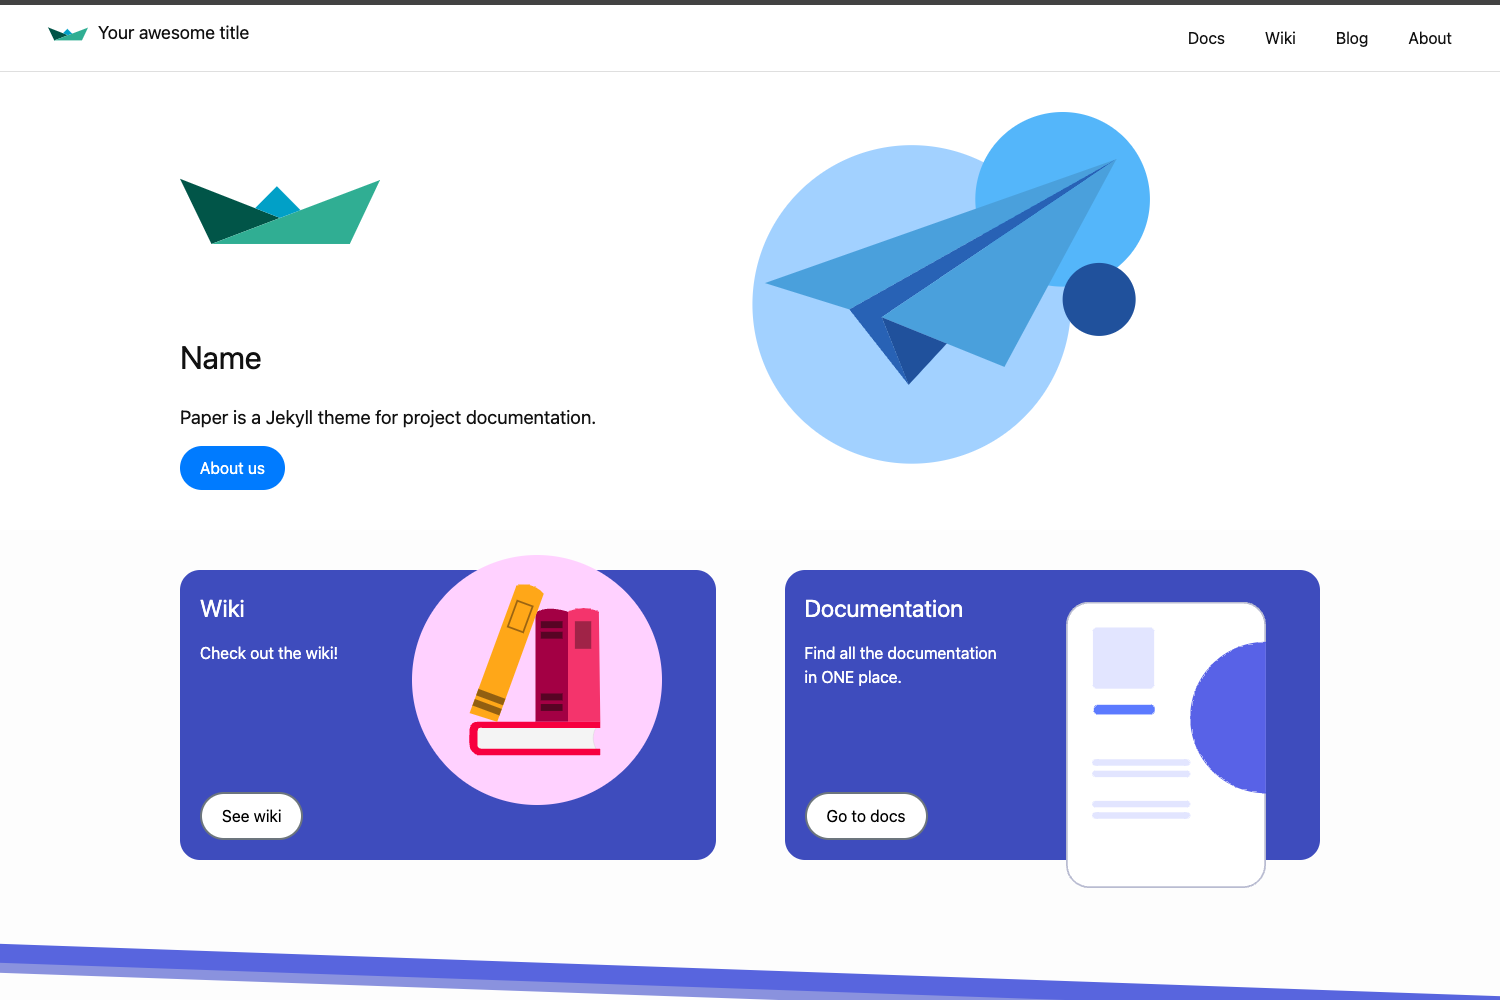 Your awesome title
Docs
Wiki
Blog
About
Name
Paper is a Jekyll theme for project documentation.
About us
Wiki
Check out the wiki!
See wiki
Documentation
Find all the documentation
in ONE place.
Go to docs